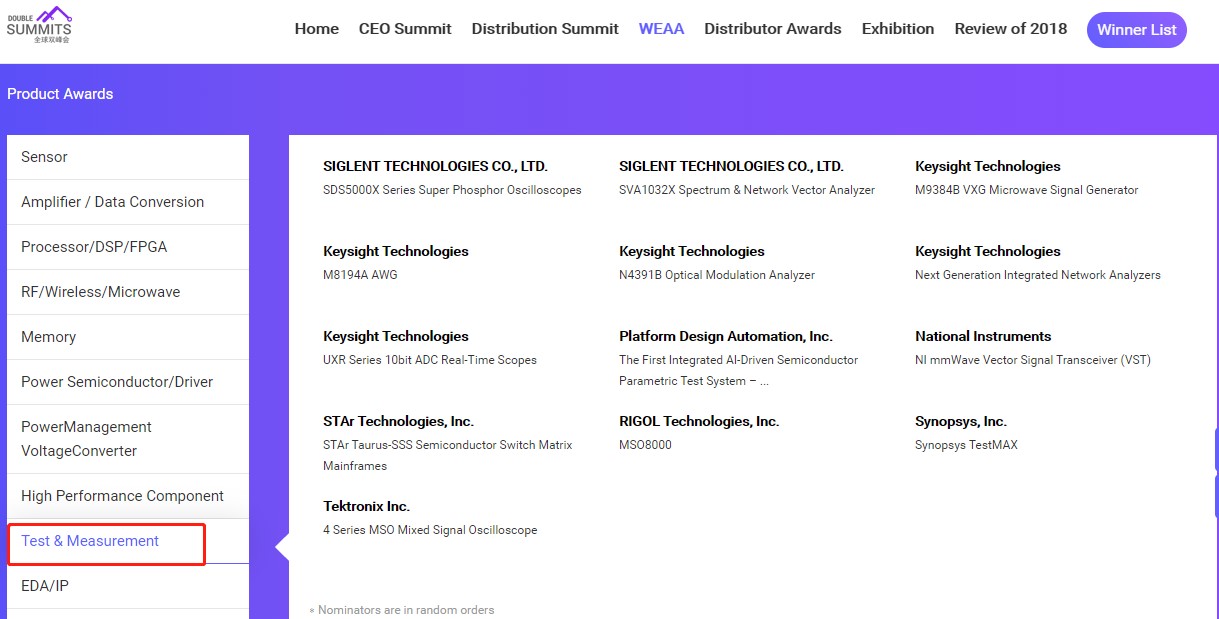 DOUBLE
SUMMITS
全球双峰会
Home CEO Summit Distribution Summit WEAA Distributor Awards Exhibition Review of 2018 Winner List
Product Awards
Sensor
Amplifier / Data Conversion
Processor/DSP/FPGA
RF/Wireless/Microwave
Memory
Power Semiconductor/Driver
PowerManagement
VoltageConverter
High Performance Component
Test & Measurement
EDA/IP
SIGLENT TECHNOLOGIES CO., LTD.
SDS5000X Series Super Phosphor Oscilloscopes
SIGLENT TECHNOLOGIES CO., LTD.
SVA1032X Spectrum & Network Vector Analyzer
Keysight Technologies
M9384B VXG Microwave Signal Generator
Keysight Technologies
M8194A AWG
Keysight Technologies
N4391B Optical Modulation Analyzer
Keysight Technologies
Next Generation Integrated Network Analyzers
Keysight Technologies
UXR Series 10bit ADC Real-Time Scopes
Platform Design Automation, Inc.
The First Integrated AI-Driven Semiconductor
Parametric Test System – ...
National Instruments
NI mmWave Vector Signal Transceiver (VST)
STAr Technologies, Inc.
STAr Taurus-SSS Semiconductor Switch Matrix
Mainframes
RIGOL Technologies, Inc.
MSO8000
Synopsys, Inc.
Synopsys TestMAX
Tektronix Inc.
4 Series MSO Mixed Signal Oscilloscope
* Nominators are in random orders